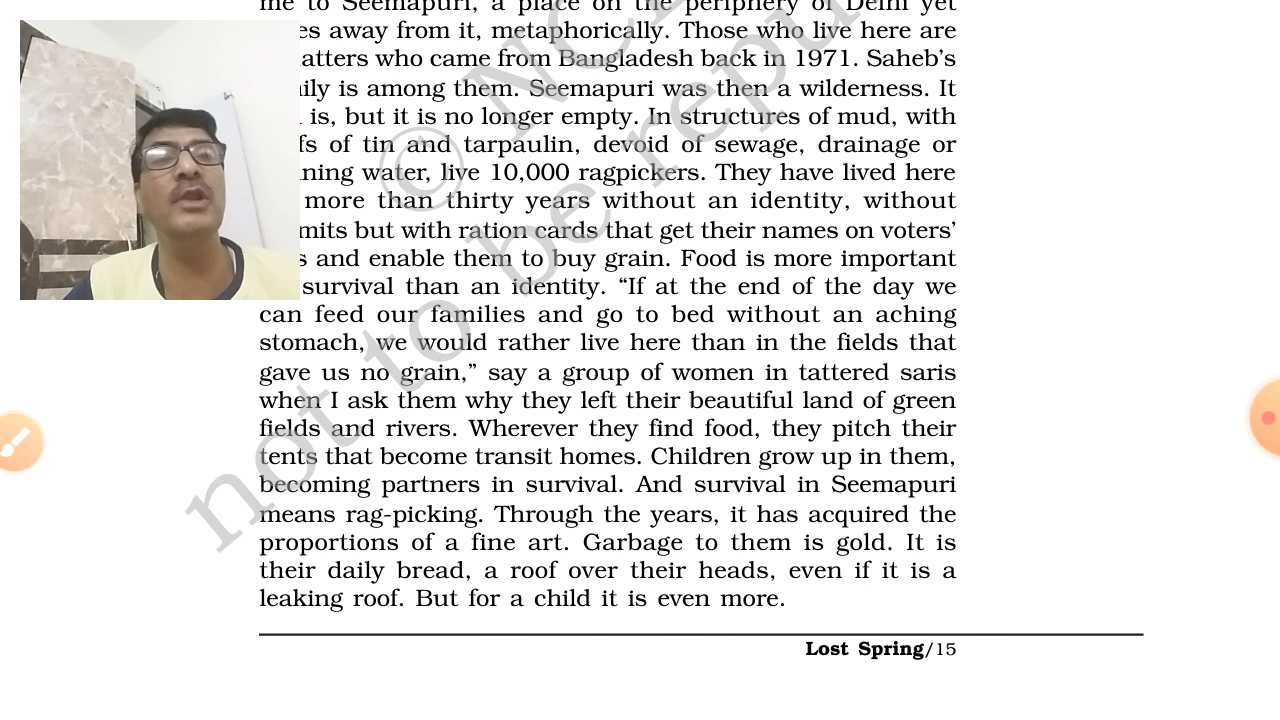 me to Seemapuri, a place on the periphery of Delhi yet
es away from it, metaphorically. Those who live here are
atters who came from Bangladesh back in 1971. Saheb’s
ily is among them. Seemapuri was then a wilderness. It
is, but it is no longer empty. In structures of mud, with
fs of tin and tarpaulin, devoid of sewage, drainage or
ning water, live 10,000 ragpickers. They have lived here
more than thirty years without an identity, without
mits but with ration cards that get their names on voters’
s and enable them to buy grain. Food is more important
survival than an identity. “If at the end of the day we
can feed our families and go to bed without an aching
stomach, we would rather live here than in the fields that
gave us no grain,” say a group of women in tattered saris
when I ask them why they left their beautiful land of green
fields and rivers. Wherever they find food, they pitch their
tents that become transit homes. Children grow up in them,
becoming partners in survival. And survival in Seemapuri
means rag-picking. Through the years, it has acquired the
proportions of a fine art. Garbage to them is gold. It is
their daily bread, a roof over their heads, even if it is a
leaking roof. But for a child it is even more.
Lost Spring/15
© NC
not to be repu